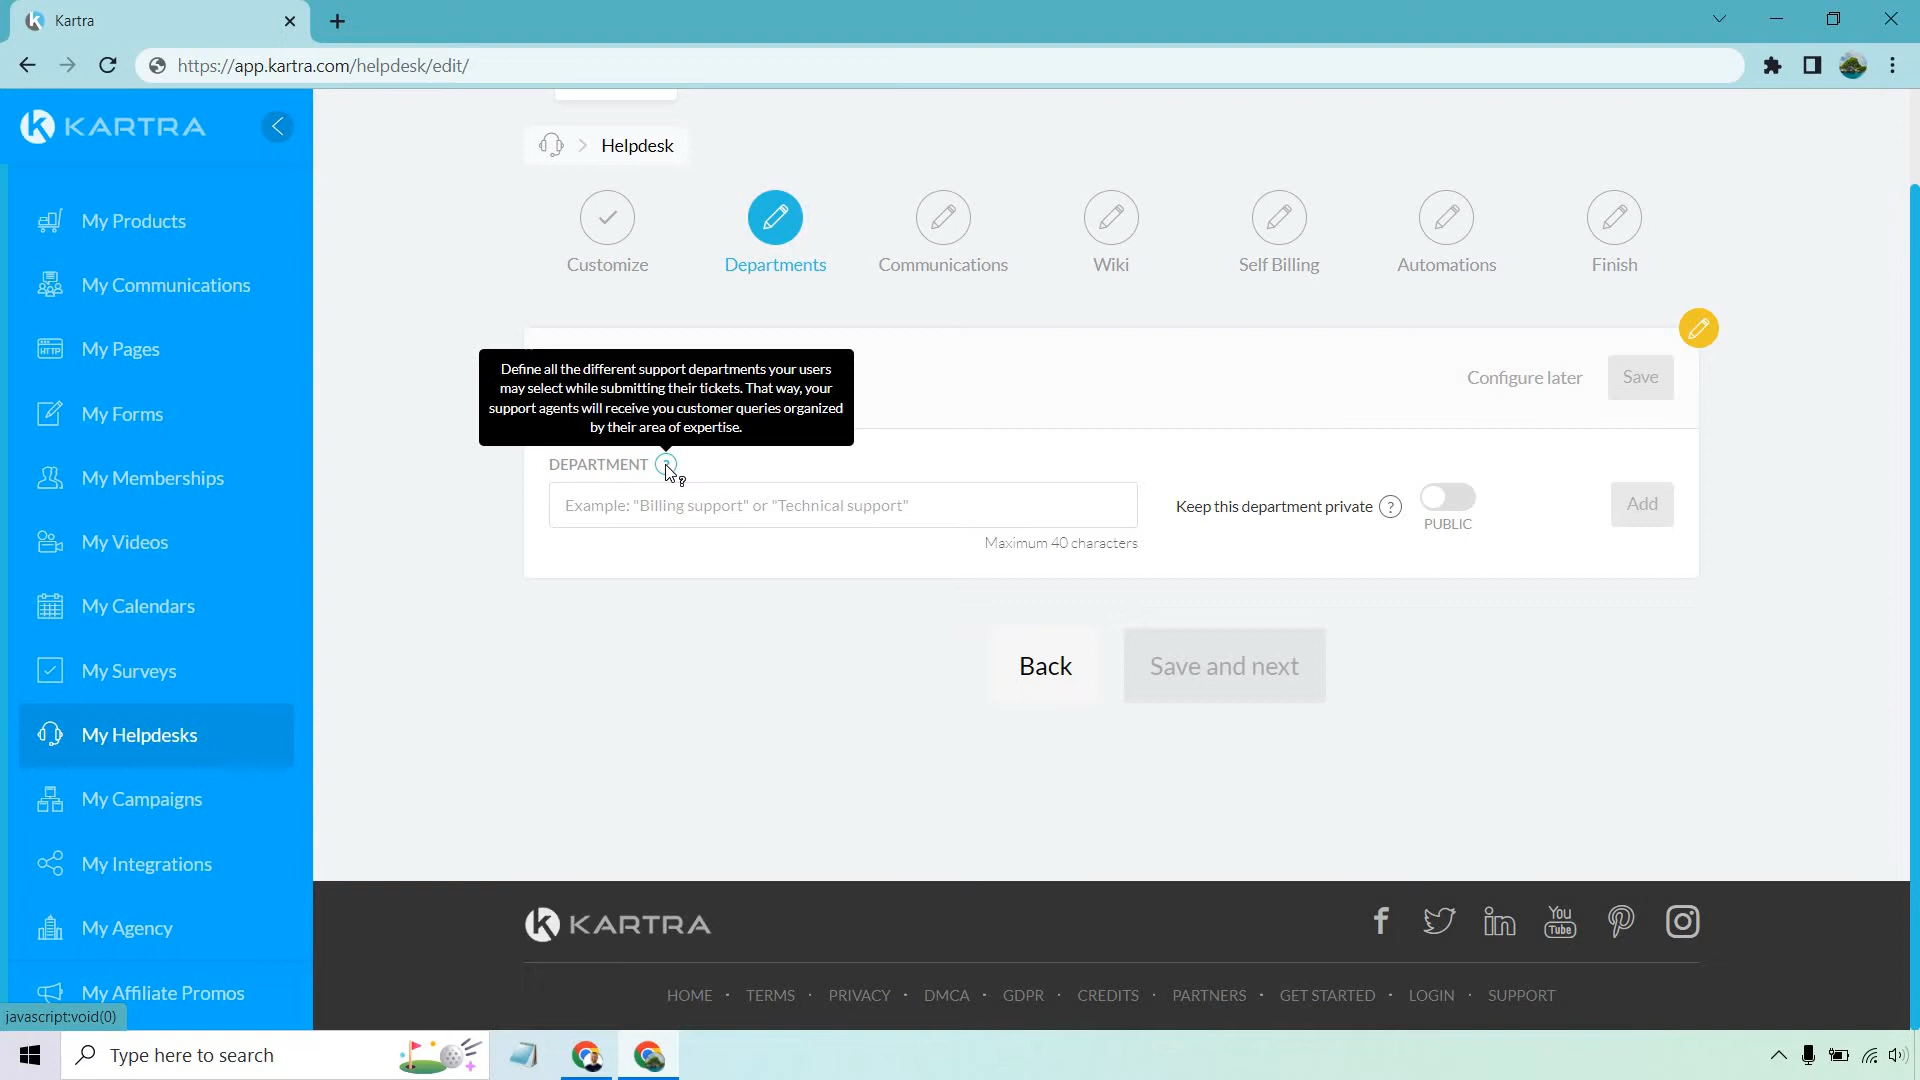 Kartra
https://app.kartra.com/helpdesk/edit/
KARTRA
My Products
My Communications
My Pages
My Forms
My Memberships
My Videos
My Calendars
My Surveys
My Helpdesks
My Campaigns
My Integrations
My Agency
My Affiliate Promos
javascript:void(0)
Helpdesk
Customize
Departments
Communications
Wiki
Self Billing
Automations
Finish
Define all the different support departments your users
may select while submitting their tickets. That way, your
support agents will receive you customer queries organized
by their area of expertise.
Configure later
Save
DEPARTMENT ?
Example: "Billing support" or "Technical support"
Maximum 40 characters
Keep this department private ?
PUBLIC
Add
Back
Save and next
KARTRA
f
in
You
Tube
HOME · TERMS · PRIVACY · DMCA · GDPR · CREDITS · PARTNERS · GET STARTED · LOGIN · SUPPORT
Type here to search